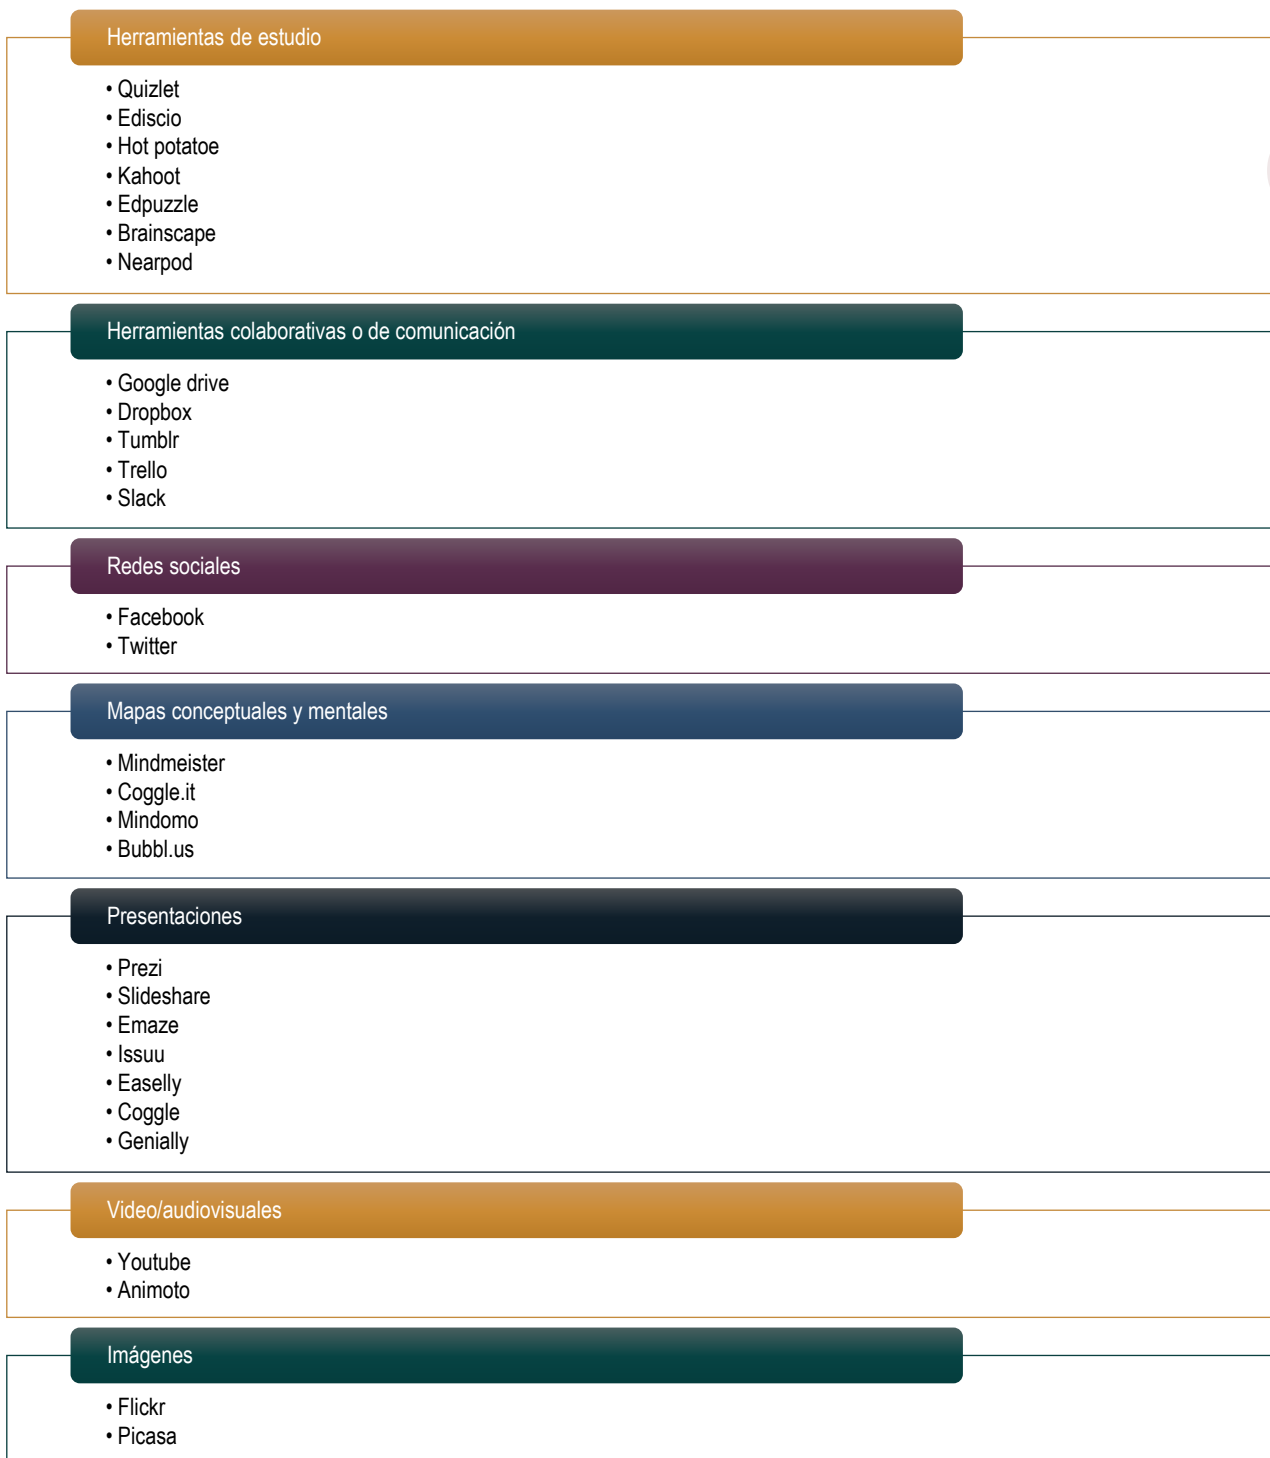 Herramientas de estudio
• Quizlet
• Ediscio
• Hot potatoe
• Kahoot
• Edpuzzle
• Brainscape
• Nearpod
Herramientas colaborativas o de comunicación
• Google drive
• Dropbox
• Tumblr
• Trello
• Slack
Redes sociales
• Facebook
• Twitter
Mapas conceptuales y mentales
• Mindmeister
• Coggle.it
• Mindomo
• Bubbl.us
Presentaciones
• Prezi
• Slideshare
• Emaze
• Issuu
• Easelly
• Coggle
• Genially
Video/audiovisuales
• Youtube
• Animoto
Imágenes
• Flickr
• Picasa